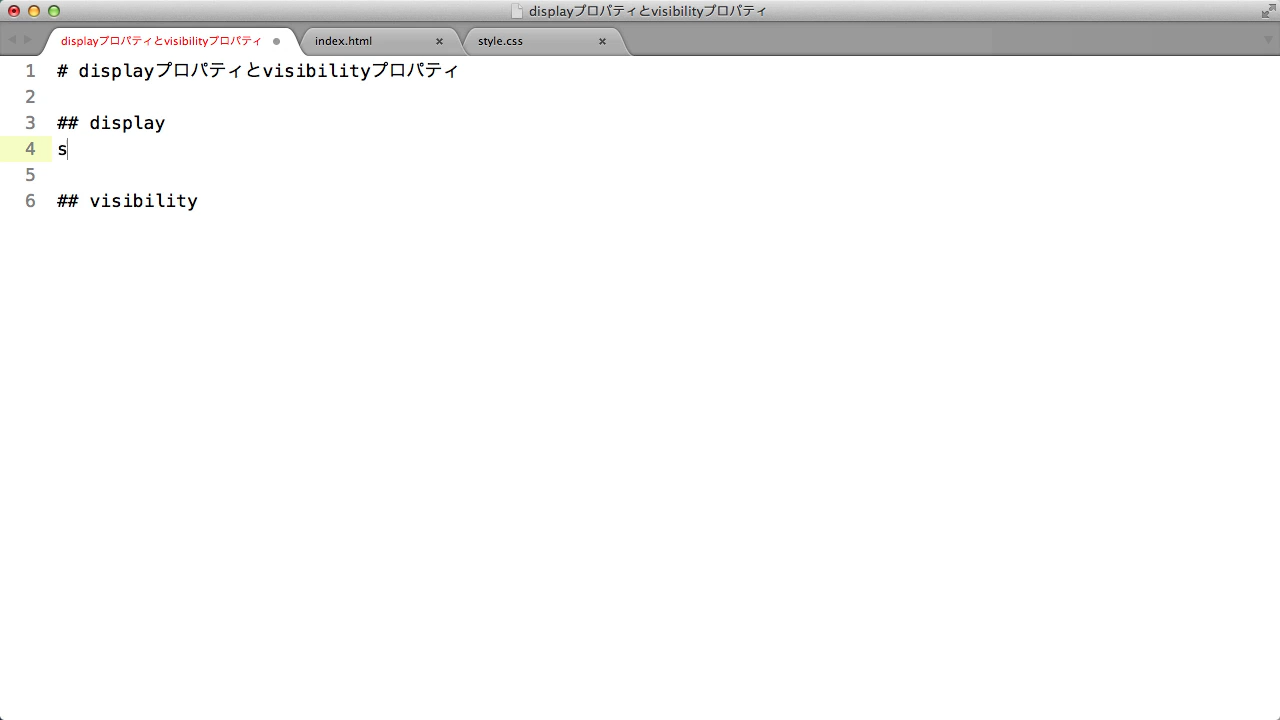 displayプロパティとvisibilityプロパティ
displayプロパティとvisibilityプロパティ index.html style.css
1 # displayプロパティとvisibilityプロパティ
2
3 ## display
4 s
5
6 ## visibility